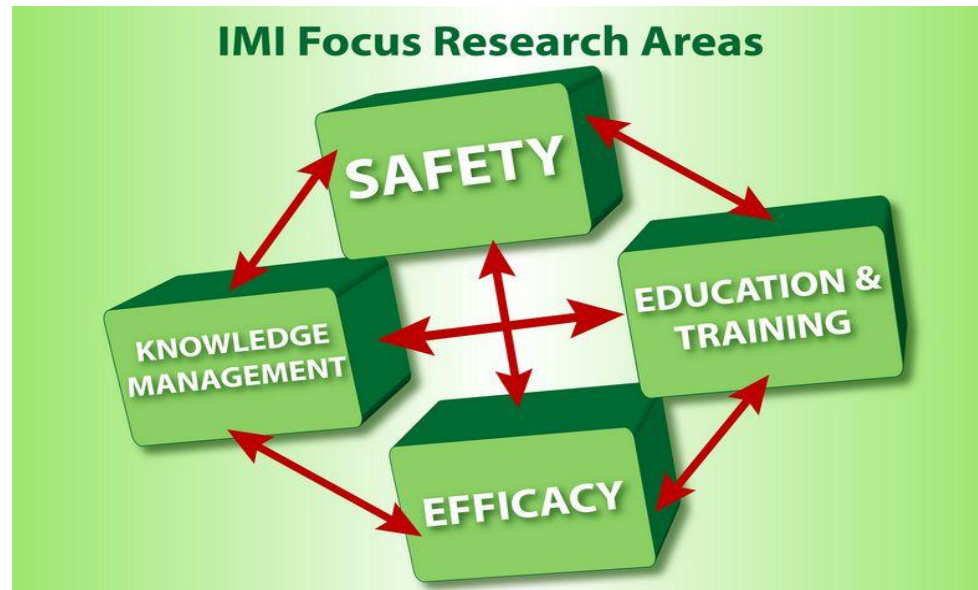 IMI Focus Research Areas
SAFETY
KNOWLEDGE
MANAGEMENT
EDUCATION &
TRAINING
EFFICACY